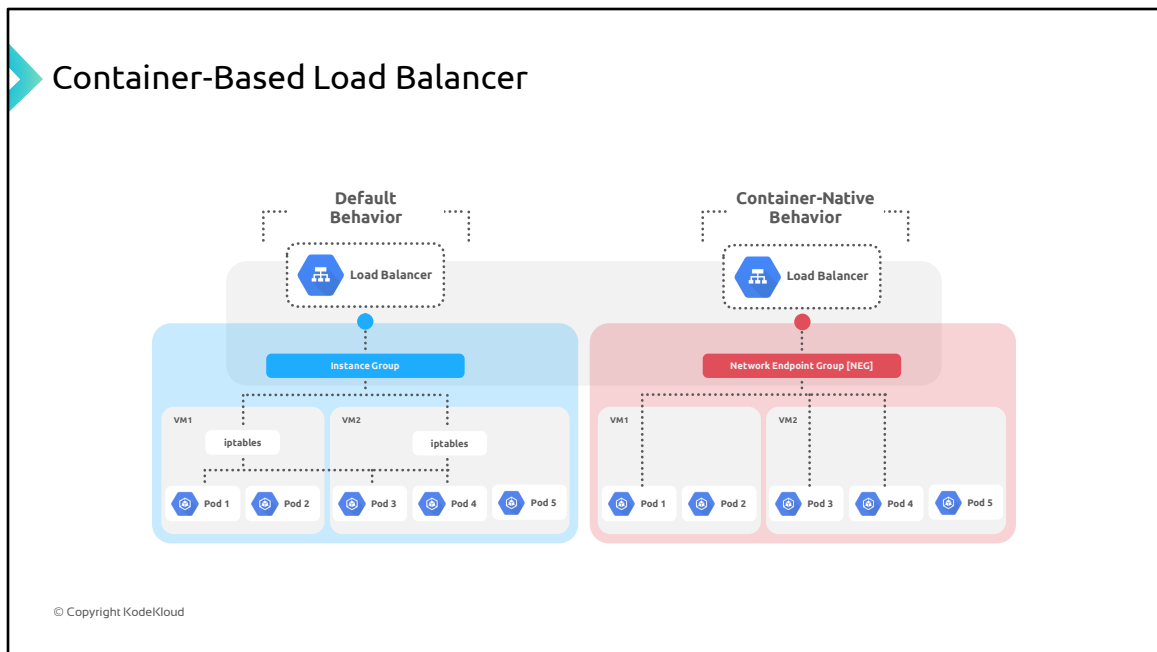 Container-Based Load Balancer
Default
Behavior
Load Balancer
Instance Group
VM1
iptables
Pod 1
Pod 2
VM2
iptables
Pod 3
Pod 4
Pod 5
Container-Native
Behavior
Load Balancer
Network Endpoint Group [NEG]
VM1
Pod 1
Pod 2
VM2
Pod 3
Pod 4
Pod 5
© Copyright KodeKloud